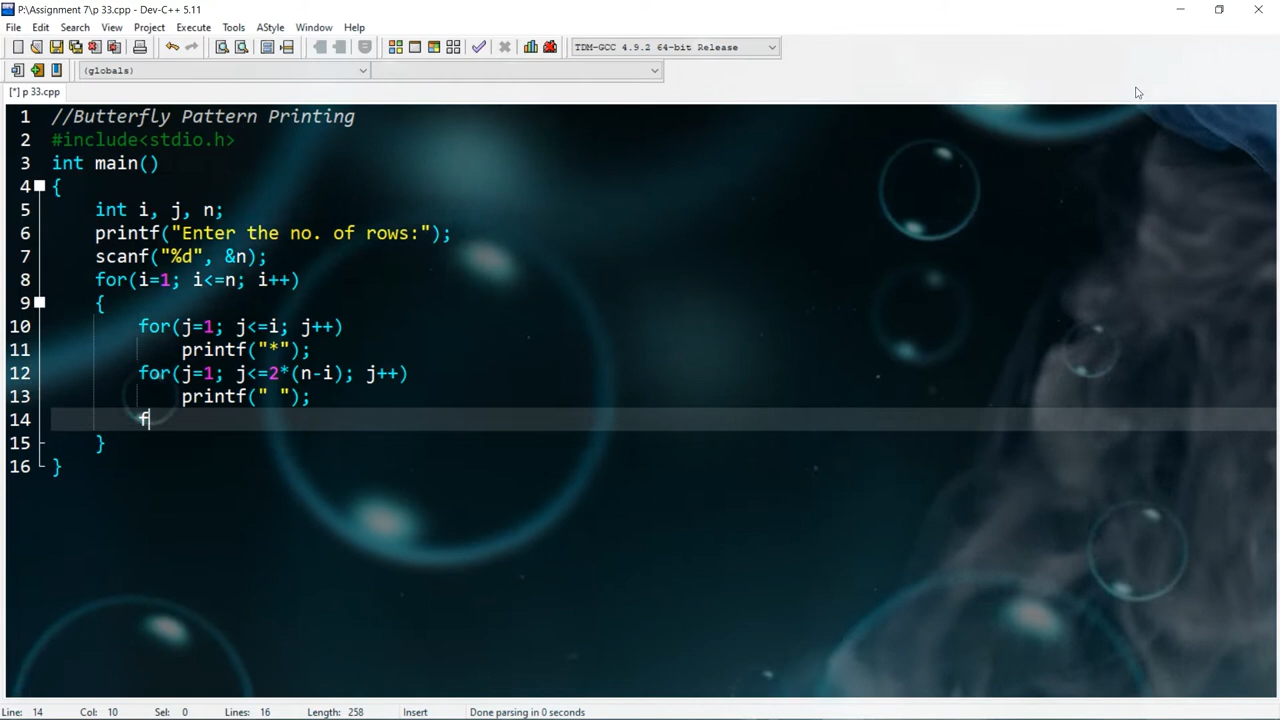 P:\Assignment 7\p 33.cpp - Dev-C++ 5.11
File Edit Search View Project Execute Tools AStyle Window Help
TDM-GCC 4.9.2 64-bit Release
(globals)
[*] p 33.cpp
1 //Butterfly Pattern Printing
2 #include<stdio.h>
3 int main()
4 {
5 int i, j, n;
6 printf("Enter the no. of rows:");
7 scanf("%d", &n);
8 for(i=1; i<=n; i++)
9 {
10 for(j=1; j<=i; j++)
11 printf("*");
12 for(j=1; j<=2*(n-i); j++)
13 printf(" ");
14 f
15 }
16 }
Line: 14 Col: 10 Sel: 0 Lines: 16 Length: 258 Insert Done parsing in 0 seconds